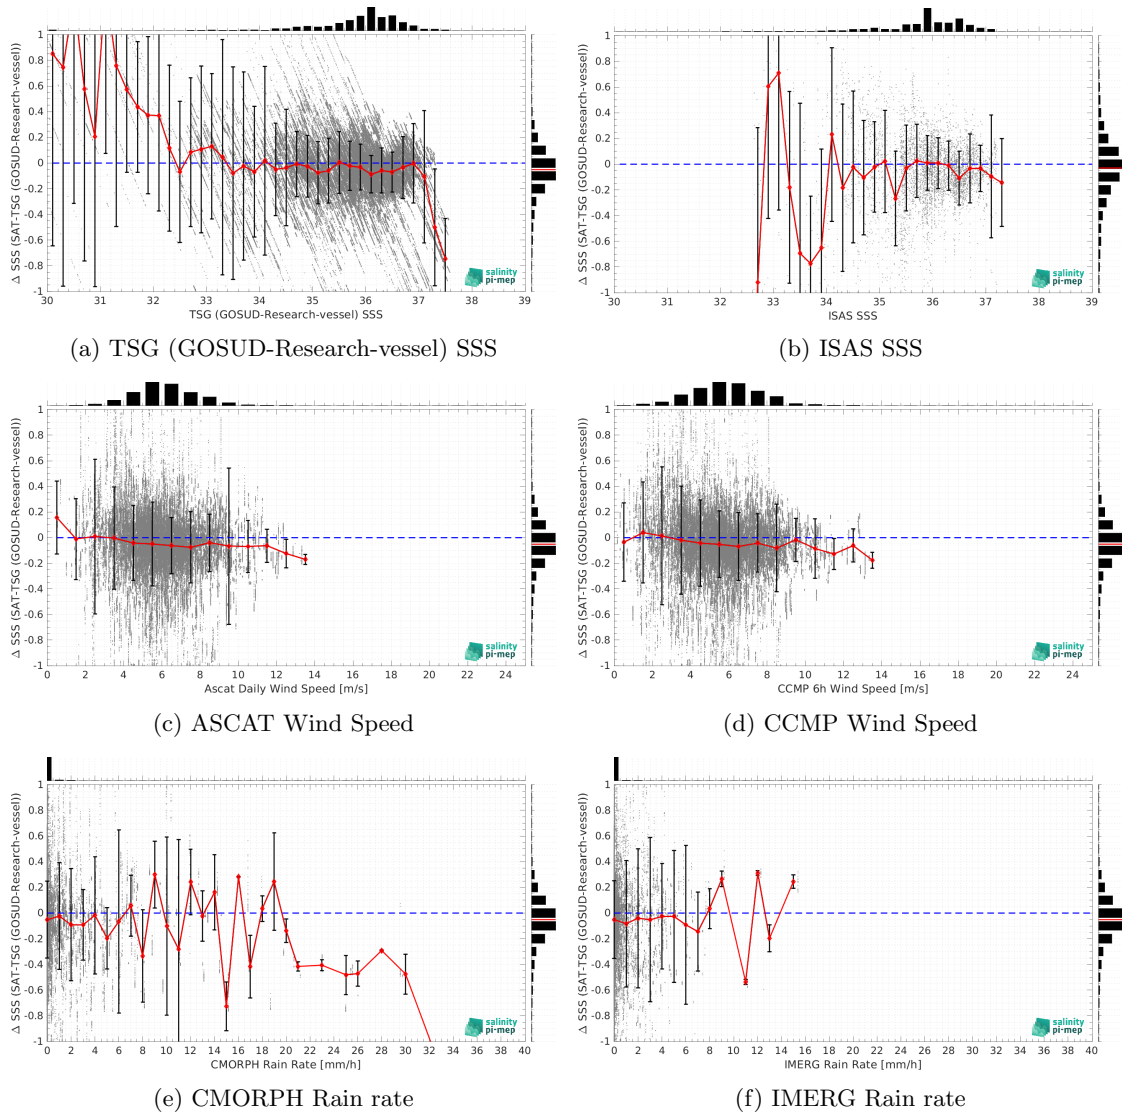 1
0.8
0.6
0.4
0.2
0
-0.2
-0.4
-0.6
-0.8
-1
Δ SSS (SAT-TSG (GOSUD-Research-vessel))
30 31 32 33 34 35 36 37 38 39
TSG (GOSUD-Research-vessel) SSS
salinity
pi-mep
(a) TSG (GOSUD-Research-vessel) SSS
1
0.8
0.6
0.4
0.2
0
-0.2
-0.4
-0.6
-0.8
-1
Δ SSS (SAT-TSG (GOSUD-Research-vessel))
30 31 32 33 34 35 36 37 38 39
ISAS SSS
salinity
pi-mep
(b) ISAS SSS
1
0.8
0.6
0.4
0.2
0
-0.2
-0.4
-0.6
-0.8
-1
Δ SSS (SAT-TSG (GOSUD-Research-vessel))
0 2 4 6 8 10 12 14 16 18 20 22 24
Ascat Daily Wind Speed [m/s]
salinity
pi-mep
(c) ASCAT Wind Speed
1
0.8
0.6
0.4
0.2
0
-0.2
-0.4
-0.6
-0.8
-1
Δ SSS (SAT-TSG (GOSUD-Research-vessel))
0 2 4 6 8 10 12 14 16 18 20 22 24
CCMP 6h Wind Speed [m/s]
salinity
pi-mep
(d) CCMP Wind Speed
1
0.8
0.6
0.4
0.2
0
-0.2
-0.4
-0.6
-0.8
-1
Δ SSS (SAT-TSG (GOSUD-Research-vessel))
0 2 4 6 8 10 12 14 16 18 20 22 24 26 28 30 32 34 36 38 40
CMORPH Rain Rate [mm/h]
salinity
pi-mep
(e) CMORPH Rain rate
1
0.8
0.6
0.4
0.2
0
-0.2
-0.4
-0.6
-0.8
-1
Δ SSS (SAT-TSG (GOSUD-Research-vessel))
0 2 4 6 8 10 12 14 16 18 20 22 24 26 28 30 32 34 36 38 40
IMERG Rain Rate [mm/h]
salinity
pi-mep
(f) IMERG Rain rate